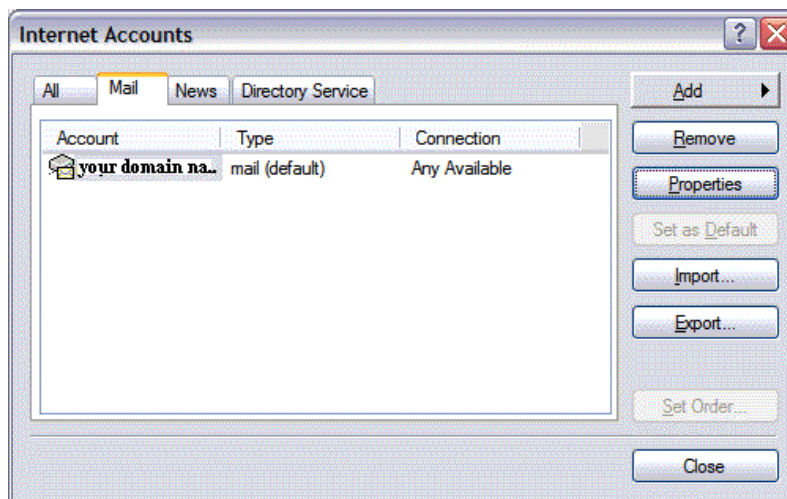 Internet Accounts
?
All Mail News Directory Service
Add
Remove
Properties
Set as Default
Import...
Export...
Set Order...
Close
Account Type Connection
your domain na.. mail (default) Any Available